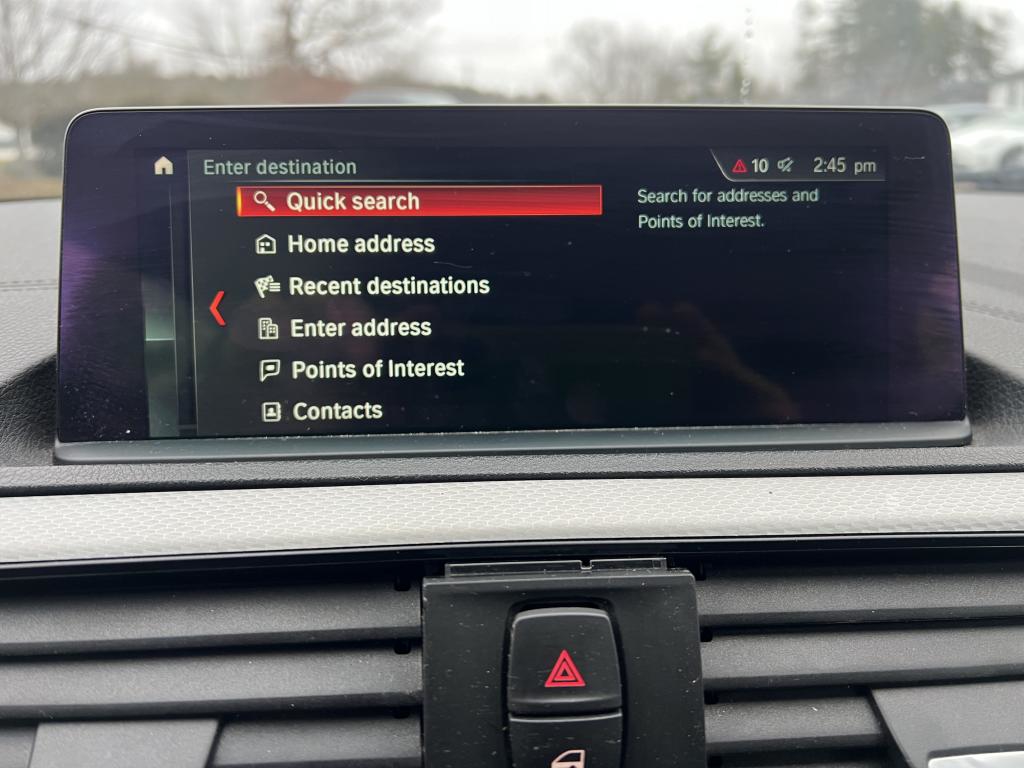 Enter destination
10 2:45 pm
Quick search
Home address
Recent destinations
Enter address
Points of Interest
Contacts
Search for addresses and
Points of Interest.